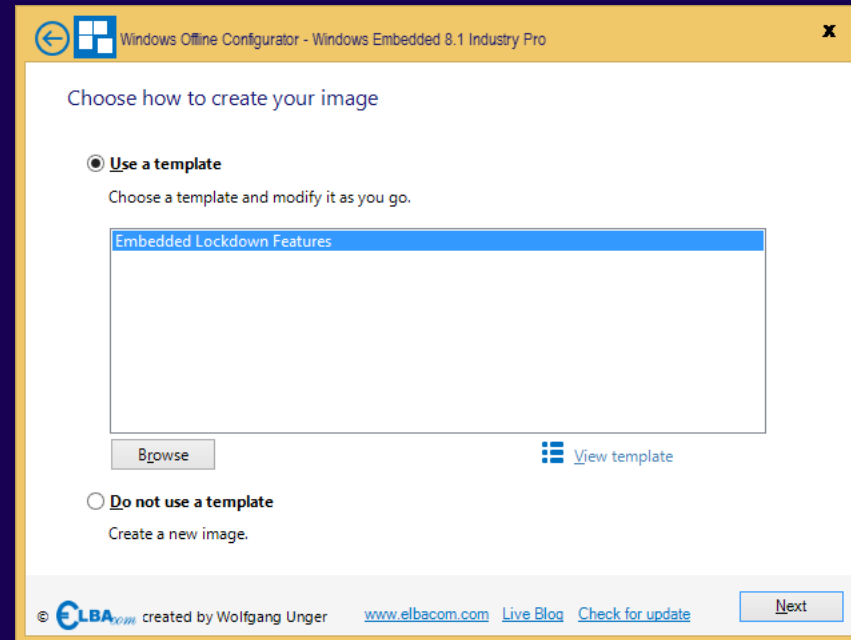 Windows Offline Configurator - Windows Embedded 8.1 Industry Pro
x
Choose how to create your image
Use a template
Choose a template and modify it as you go.
Embedded Lockdown Features
Browse
View template
Do not use a template
Create a new image.
© ELBAcom created by Wolfgang Unger www.elbacom.com Live Blog Check for update Next